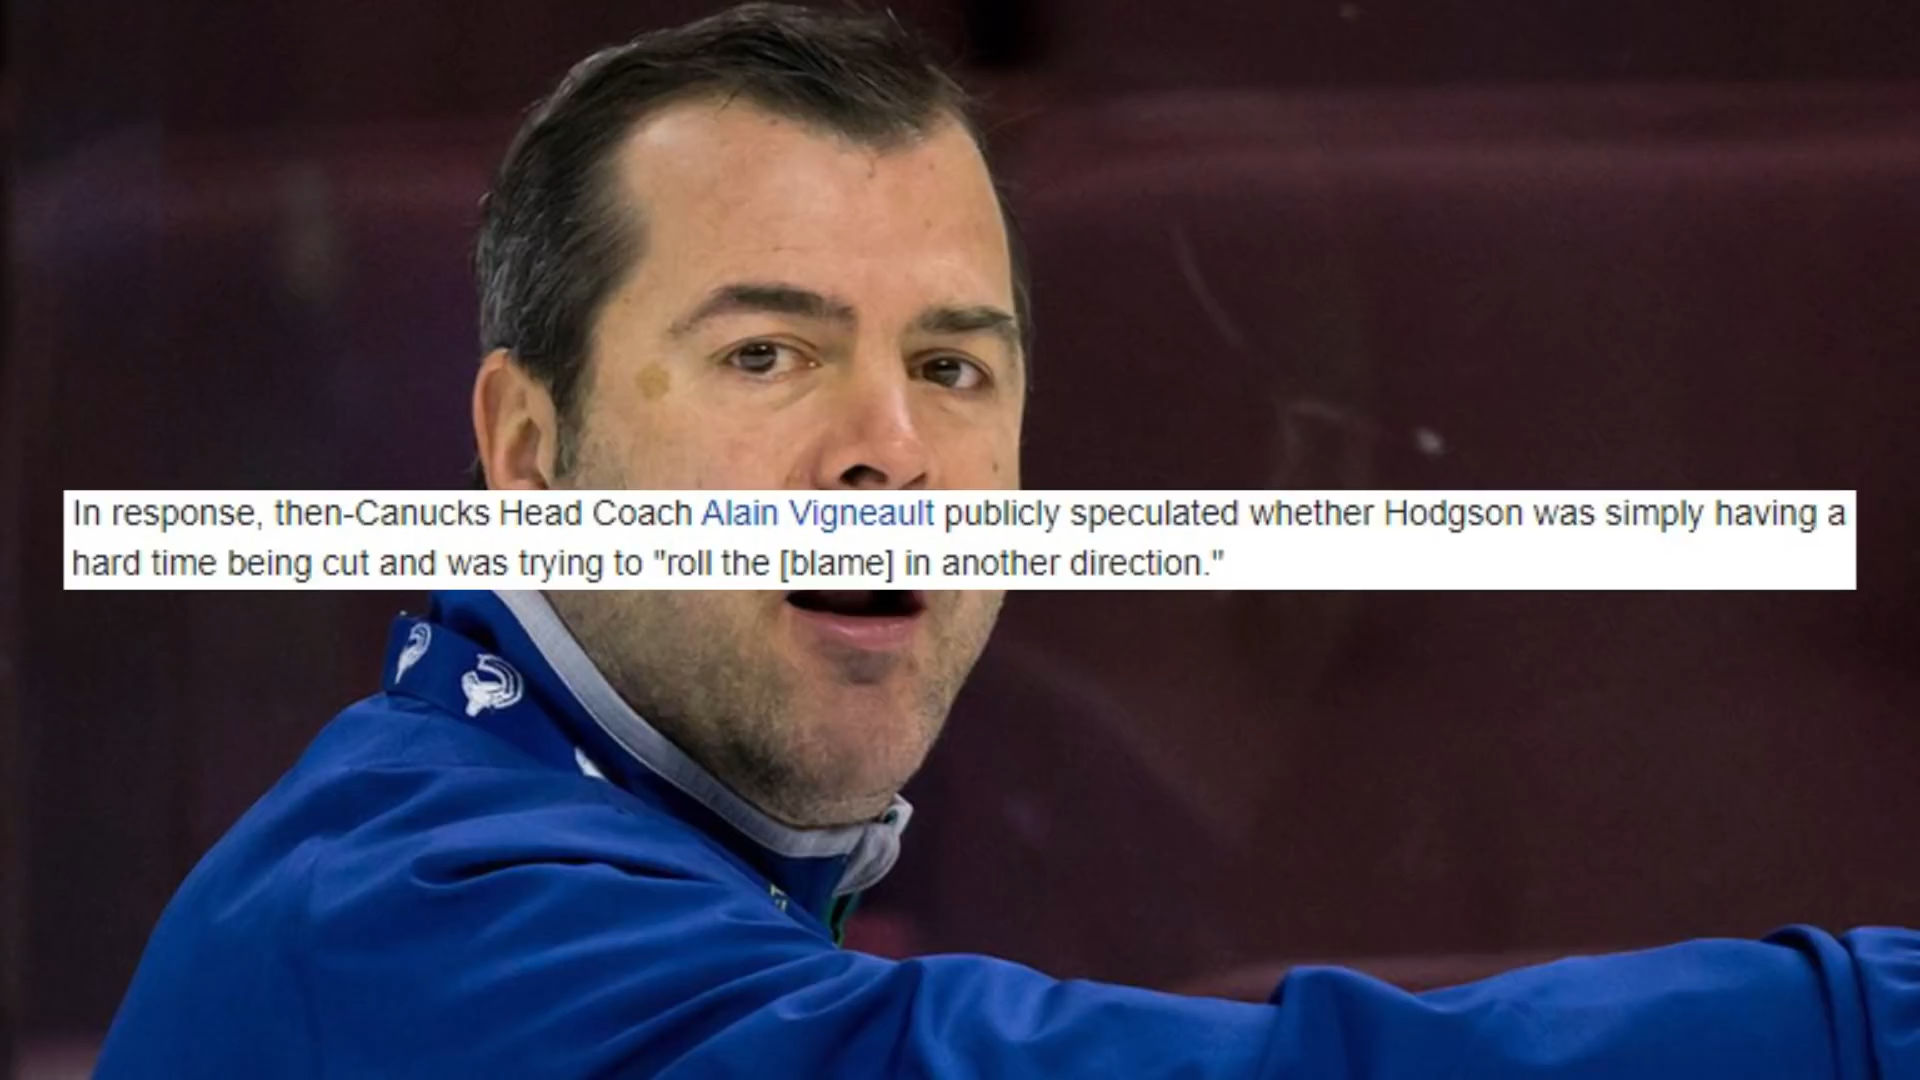 In response, then-Canucks Head Coach Alain Vigneault publicly speculated whether Hodgson was simply having a
hard time being cut and was trying to "roll the [blame] in another direction."